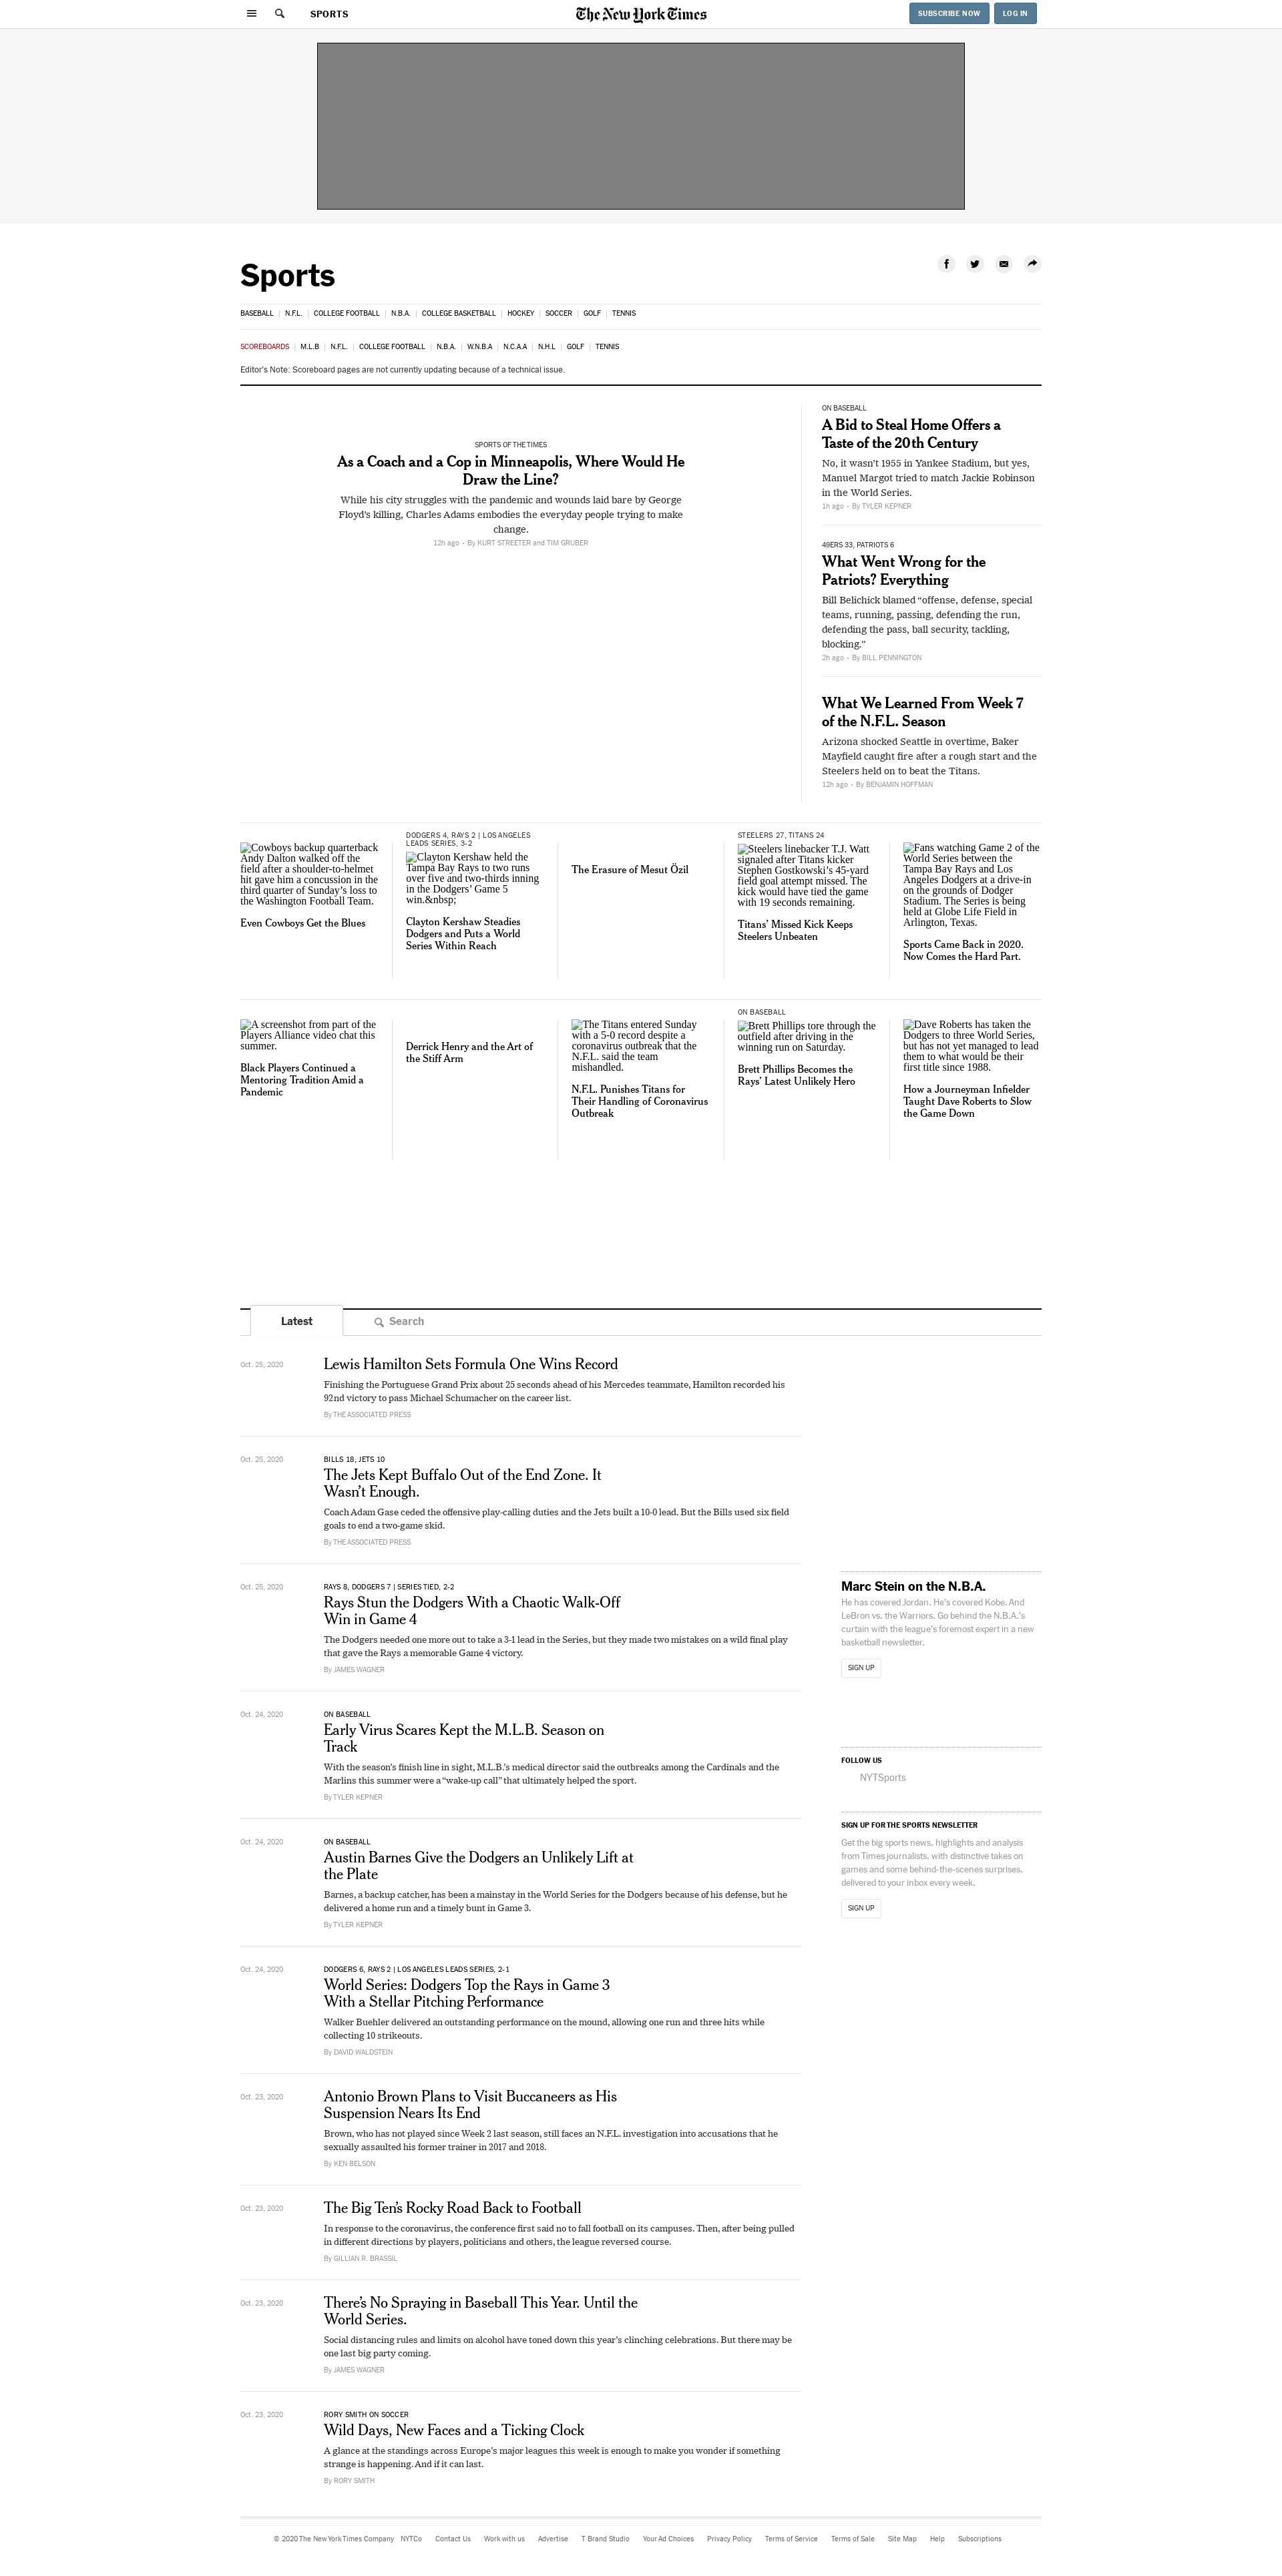 SPORTS
The New York Times
SUBSCRIBE NOW
LOG IN
Sports
BASEBALL | N.F.L. | COLLEGE FOOTBALL | N.B.A. | COLLEGE BASKETBALL | HOCKEY | SOCCER | GOLF | TENNIS
SCOREBOARDS | M.L.B | N.F.L. | COLLEGE FOOTBALL | N.B.A. | W.N.B.A | N.C.A.A | N.H.L | GOLF | TENNIS
Editor's Note: Scoreboard pages are not currently updating because of a technical issue.
SPORTS OF THE TIMES
As a Coach and a Cop in Minneapolis, Where Would He
Draw the Line?
While his city struggles with the pandemic and wounds laid bare by George
Floyd’s killing, Charles Adams embodies the everyday people trying to make
change.
12h ago • By KURT STREETER and TIM GRUBER
ON BASEBALL
A Bid to Steal Home Offers a
Taste of the 20th Century
No, it wasn’t 1955 in Yankee Stadium, but yes,
Manuel Margot tried to match Jackie Robinson
in the World Series.
1h ago • By TYLER KEPNER
49ERS 33, PATRIOTS 6
What Went Wrong for the
Patriots? Everything
Bill Belichick blamed “offense, defense, special
teams, running, passing, defending the run,
defending the pass, ball security, tackling,
blocking.”
2h ago • By BILL PENNINGTON
What We Learned From Week 7
of the N.F.L. Season
Arizona shocked Seattle in overtime, Baker
Mayfield caught fire after a rough start and the
Steelers held on to beat the Titans.
12h ago • By BENJAMIN HOFFMAN
Cowboys backup quarterback
Andy Dalton walked off the
field after a shoulder-to-helmet
hit gave him a concussion in the
third quarter of Sunday’s loss to
the Washington Football Team.
Even Cowboys Get the Blues
DODGERS 4, RAYS 2 | LOS ANGELES
LEADS SERIES, 3-2
Clayton Kershaw held the
Tampa Bay Rays to two runs
over five and two-thirds inning
in the Dodgers’ Game 5
win.&nbsp;
Clayton Kershaw Steadies
Dodgers and Puts a World
Series Within Reach
The Erasure of Mesut Özil
STEELERS 27, TITANS 24
Steelers linebacker T.J. Watt
signaled after Titans kicker
Stephen Gostkowski’s 45-yard
field goal attempt missed. The
kick would have tied the game
with 19 seconds remaining.
Titans’ Missed Kick Keeps
Steelers Unbeaten
Fans watching Game 2 of the
World Series between the
Tampa Bay Rays and Los
Angeles Dodgers at a drive-in
on the grounds of Dodger
Stadium. The Series is being
held at Globe Life Field in
Arlington, Texas.
Sports Came Back in 2020.
Now Comes the Hard Part.
A screenshot from part of the
Players Alliance video chat this
summer.
Black Players Continued a
Mentoring Tradition Amid a
Pandemic
Derrick Henry and the Art of
the Stiff Arm
The Titans entered Sunday
with a 5-0 record despite a
coronavirus outbreak that the
N.F.L. said the team
mishandled.
N.F.L. Punishes Titans for
Their Handling of Coronavirus
Outbreak
ON BASEBALL
Brett Phillips tore through the
outfield after driving in the
winning run on Saturday.
Brett Phillips Becomes the
Rays’ Latest Unlikely Hero
Dave Roberts has taken the
Dodgers to three World Series,
but has not yet managed to lead
them to what would be their
first title since 1988.
How a Journeyman Infielder
Taught Dave Roberts to Slow
the Game Down
Latest
Search
Oct. 25, 2020
Lewis Hamilton Sets Formula One Wins Record
Finishing the Portuguese Grand Prix about 25 seconds ahead of his Mercedes teammate, Hamilton recorded his
92nd victory to pass Michael Schumacher on the career list.
By THE ASSOCIATED PRESS
Oct. 25, 2020
BILLS 18, JETS 10
The Jets Kept Buffalo Out of the End Zone. It
Wasn’t Enough.
Coach Adam Gase ceded the offensive play-calling duties and the Jets built a 10-0 lead. But the Bills used six field
goals to end a two-game skid.
By THE ASSOCIATED PRESS
Oct. 25, 2020
RAYS 8, DODGERS 7 | SERIES TIED, 2-2
Rays Stun the Dodgers With a Chaotic Walk-Off
Win in Game 4
The Dodgers needed one more out to take a 3-1 lead in the Series, but they made two mistakes on a wild final play
that gave the Rays a memorable Game 4 victory.
By JAMES WAGNER
Oct. 24, 2020
ON BASEBALL
Early Virus Scares Kept the M.L.B. Season on
Track
With the season’s finish line in sight, M.L.B.’s medical director said the outbreaks among the Cardinals and the
Marlins this summer were a “wake-up call” that ultimately helped the sport.
By TYLER KEPNER
Oct. 24, 2020
ON BASEBALL
Austin Barnes Give the Dodgers an Unlikely Lift at
the Plate
Barnes, a backup catcher, has been a mainstay in the World Series for the Dodgers because of his defense, but he
delivered a home run and a timely bunt in Game 3.
By TYLER KEPNER
Oct. 24, 2020
DODGERS 6, RAYS 2 | LOS ANGELES LEADS SERIES, 2-1
World Series: Dodgers Top the Rays in Game 3
With a Stellar Pitching Performance
Walker Buehler delivered an outstanding performance on the mound, allowing one run and three hits while
collecting 10 strikeouts.
By DAVID WALDSTEIN
Oct. 23, 2020
Antonio Brown Plans to Visit Buccaneers as His
Suspension Nears Its End
Brown, who has not played since Week 2 last season, still faces an N.F.L. investigation into accusations that he
sexually assaulted his former trainer in 2017 and 2018.
By KEN BELSON
Oct. 23, 2020
The Big Ten’s Rocky Road Back to Football
In response to the coronavirus, the conference first said no to fall football on its campuses. Then, after being pulled
in different directions by players, politicians and others, the league reversed course.
By GILLIAN R. BRASSIL
Oct. 23, 2020
There’s No Spraying in Baseball This Year. Until the
World Series.
Social distancing rules and limits on alcohol have toned down this year’s clinching celebrations. But there may be
one last big party coming.
By JAMES WAGNER
Oct. 23, 2020
RORY SMITH ON SOCCER
Wild Days, New Faces and a Ticking Clock
A glance at the standings across Europe’s major leagues this week is enough to make you wonder if something
strange is happening. And if it can last.
By RORY SMITH
Marc Stein on the N.B.A.
He has covered Jordan. He’s covered Kobe. And
LeBron vs. the Warriors. Go behind the N.B.A.’s
curtain with the league’s foremost expert in a new
basketball newsletter.
SIGN UP
FOLLOW US
NYTSports
SIGN UP FOR THE SPORTS NEWSLETTER
Get the big sports news, highlights and analysis
from Times journalists, with distinctive takes on
games and some behind-the-scenes surprises,
delivered to your inbox every week.
SIGN UP
© 2020 The New York Times Company NYTCo Contact Us Work with us Advertise T Brand Studio Your Ad Choices Privacy Policy Terms of Service Terms of Sale Site Map Help Subscriptions